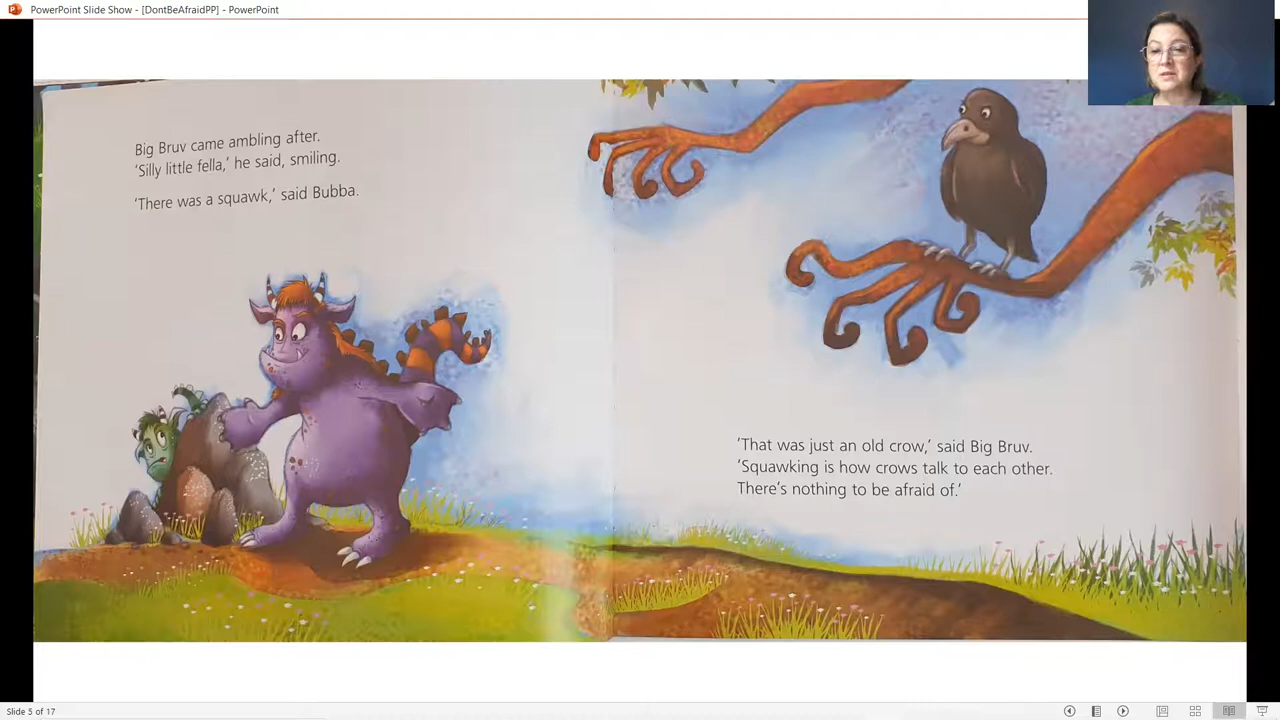 PowerPoint Slide Show - [DontBeAfraidPP] - PowerPoint
Big Bruv came ambling after.
‘Silly little fella,’ he said, smiling.
‘There was a squawk,’ said Bubba.
‘That was just an old crow,’ said Big Bruv.
‘Squawking is how crows talk to each other.
There’s nothing to be afraid of.’
Slide 5 of 17